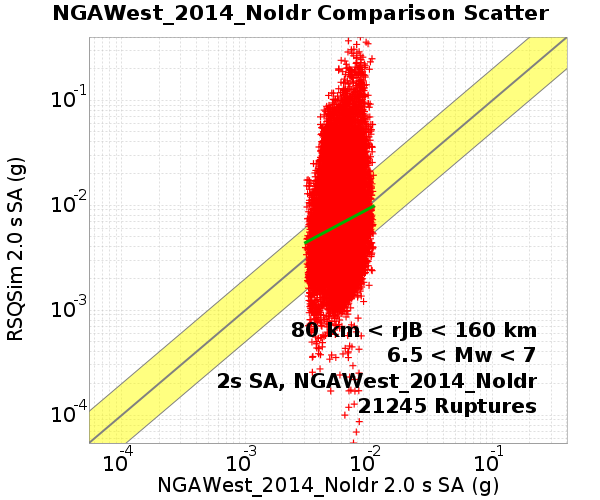 NGAWest_2014_NoIdr Comparison Scatter
RSQSim 2.0 s SA (g)
10-1
10-2
10-3
10-4
80 km < rJB < 160 km
6.5 < Mw < 7
2s SA, NGAWest_2014_NoIdr
21245 Ruptures
10-4 10-3 10-2 10-1
NGAWest_2014_NoIdr 2.0 s SA (g)